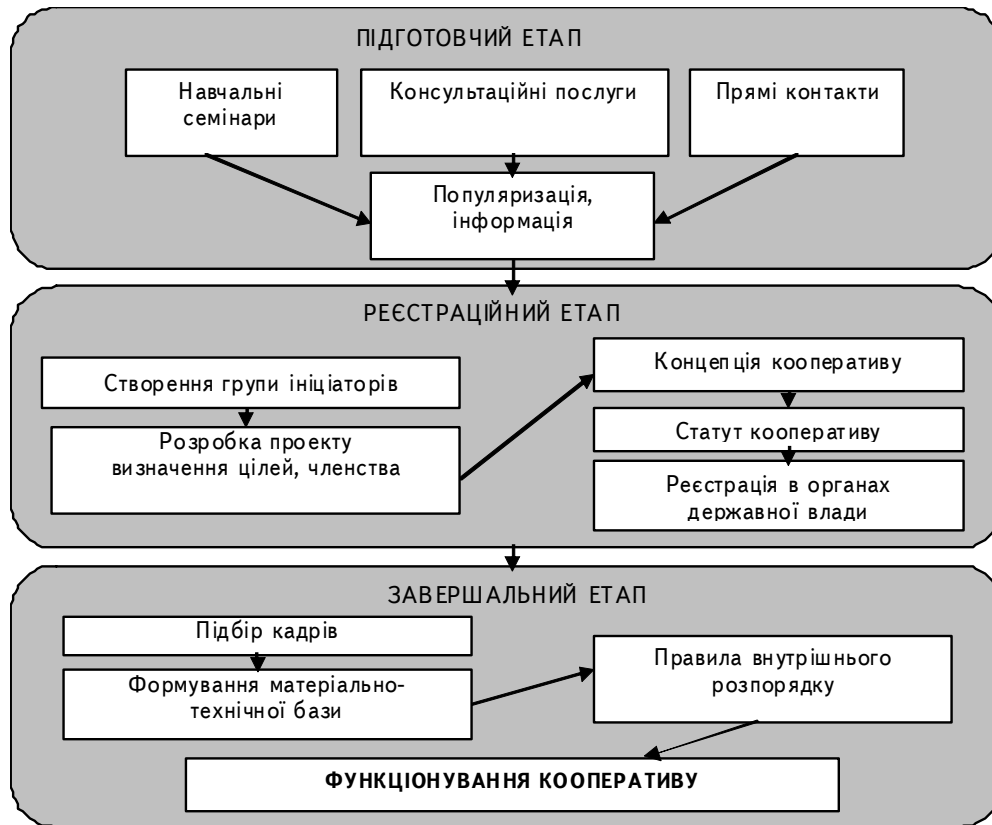 ПІДГОТОВЧИЙ ЕТАП
Навчальні
семінари
Консультаційні послуги
Прямі контакти
Популяризація,
інформація
РЕЄСТРАЦІЙНИЙ ЕТАП
Створення групи ініціаторів
Розробка проекту
визначення цілей, членства
Концепція кооперативу
Статут кооперативу
Реєстрація в органах
державної влади
ЗАВЕРШАЛЬНИЙ ЕТАП
Підбір кадрів
Формування матеріально-
технічної бази
Правила внутрішнього
розпорядку
ФУНКЦІОНУВАННЯ КООПЕРАТИВУ